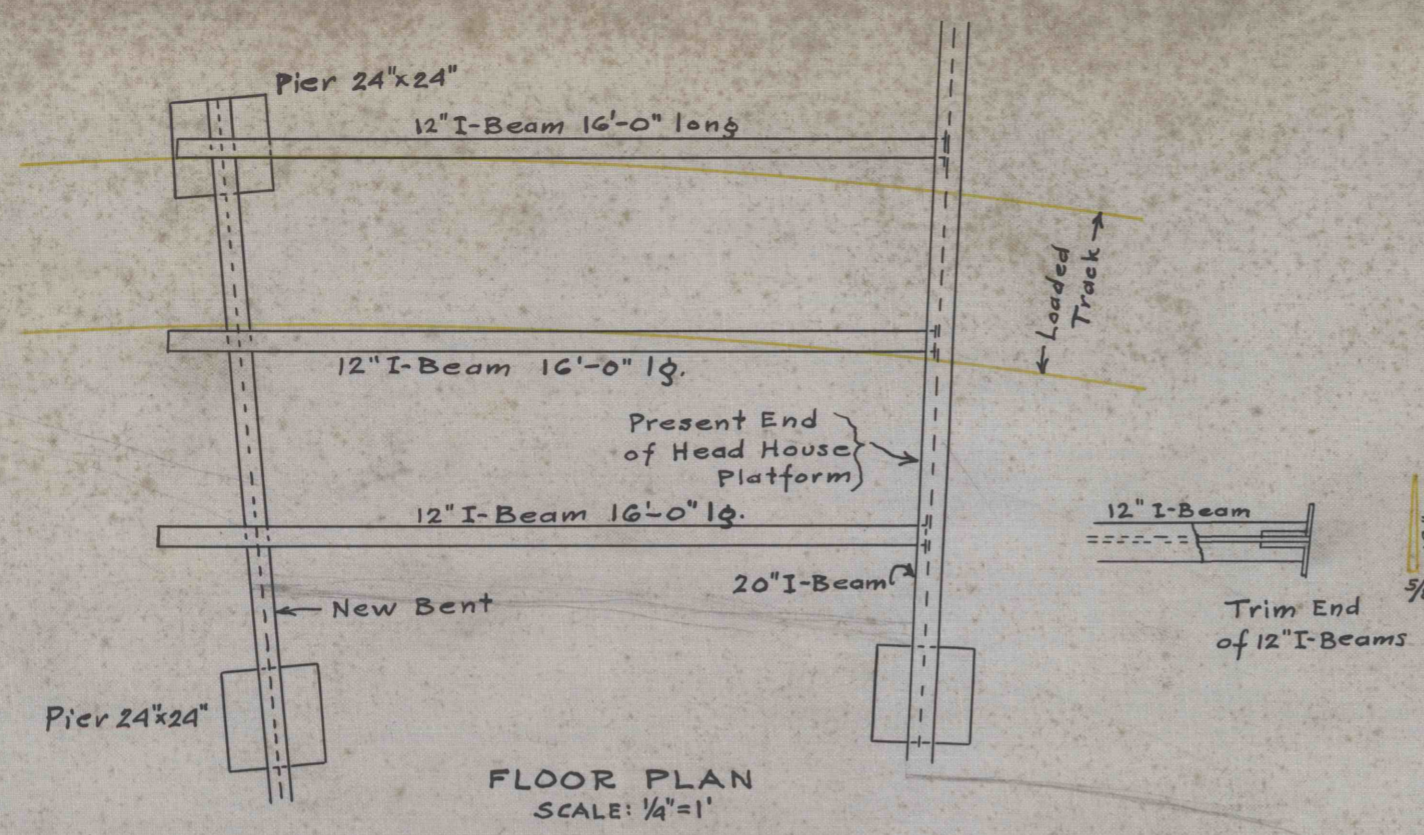 Pier 24"x24"
12" I-Beam 16'-0" long
Loaded
Track
12" I-Beam 16'-0" lg.
Present End
of Head House
Platform
12" I-Beam 16'-0" lg.
20" I-Beam
New Bent
12" I-Beam
Trim End
of 12" I-Beams
Pier 24"x24"
FLOOR PLAN
SCALE: 1/4"=1'